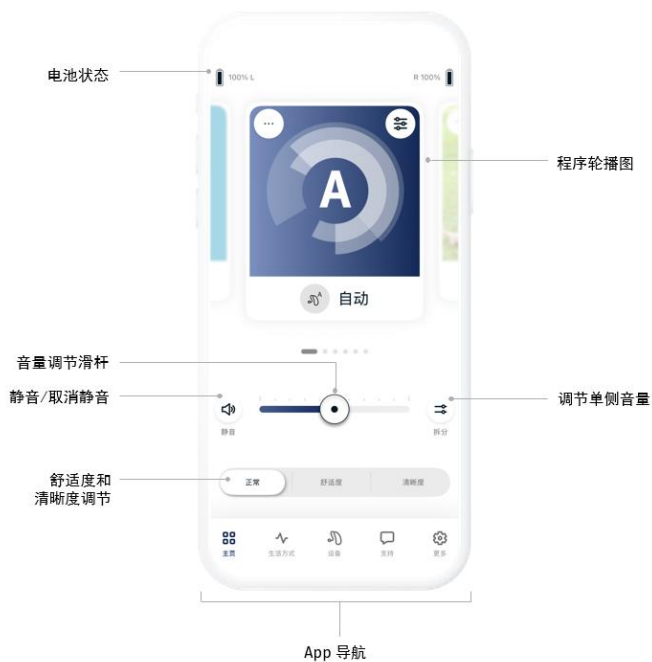 电池状态
100% L
R 100%
...
A
程序轮播图
A
自动
音量调节滑杆
静音/取消静音
调节单侧音量
静音
拆分
舒适度和
清晰度调节
正常
舒适度
清晰度
主页
生活方式
设备
支持
更多
App 导航